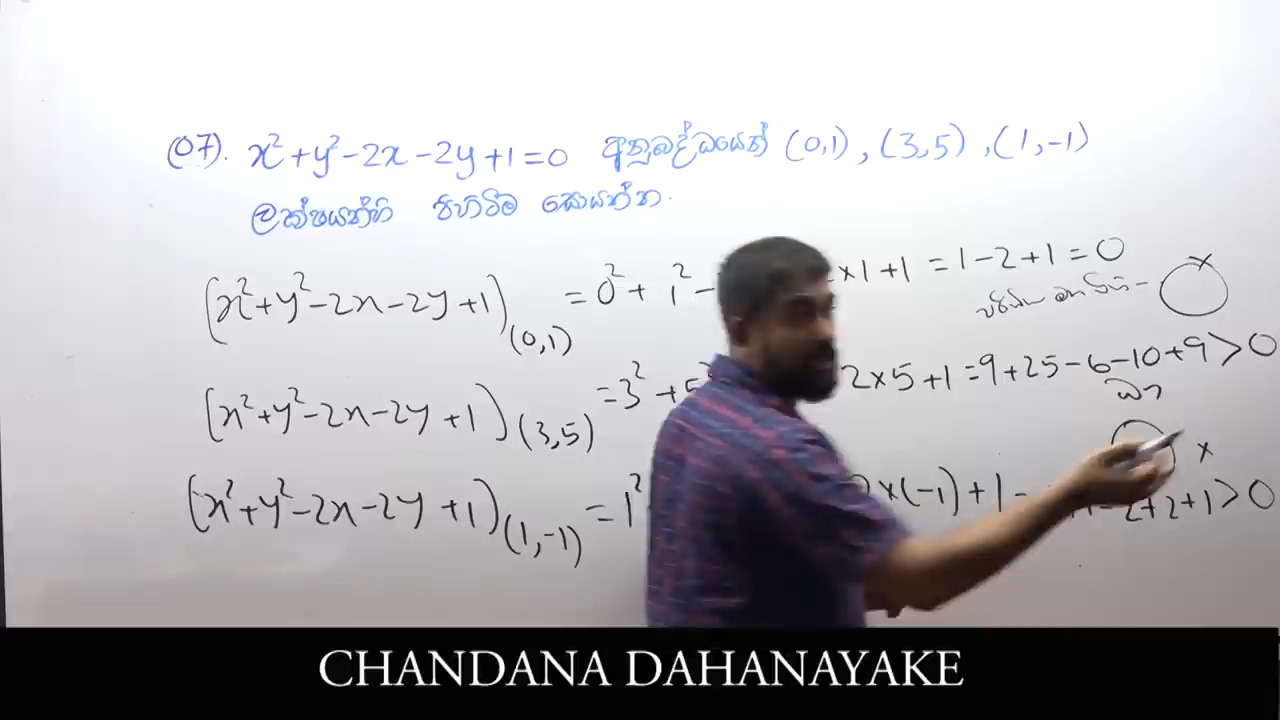 (07). x²+y²-2x-2y+1=0 අනුබද්ධයෙන් (0,1), (3,5), (1,-1)
ලක්ෂයන්හි පිහිටීම සොයන්න.
(x²+y²-2x-2y+1)(0,1) = 0²+1²- ×1+1 =1-2+1=0
(x²+y²-2x-2y+1)(3,5) =3²+5 2×5+1 =9+25-6-10+9>0
(x²+y²-2x-2y+1)(1,-1) =1² ×(-1)+1 2+2+1>0
CHANDANA DAHANAYAKE